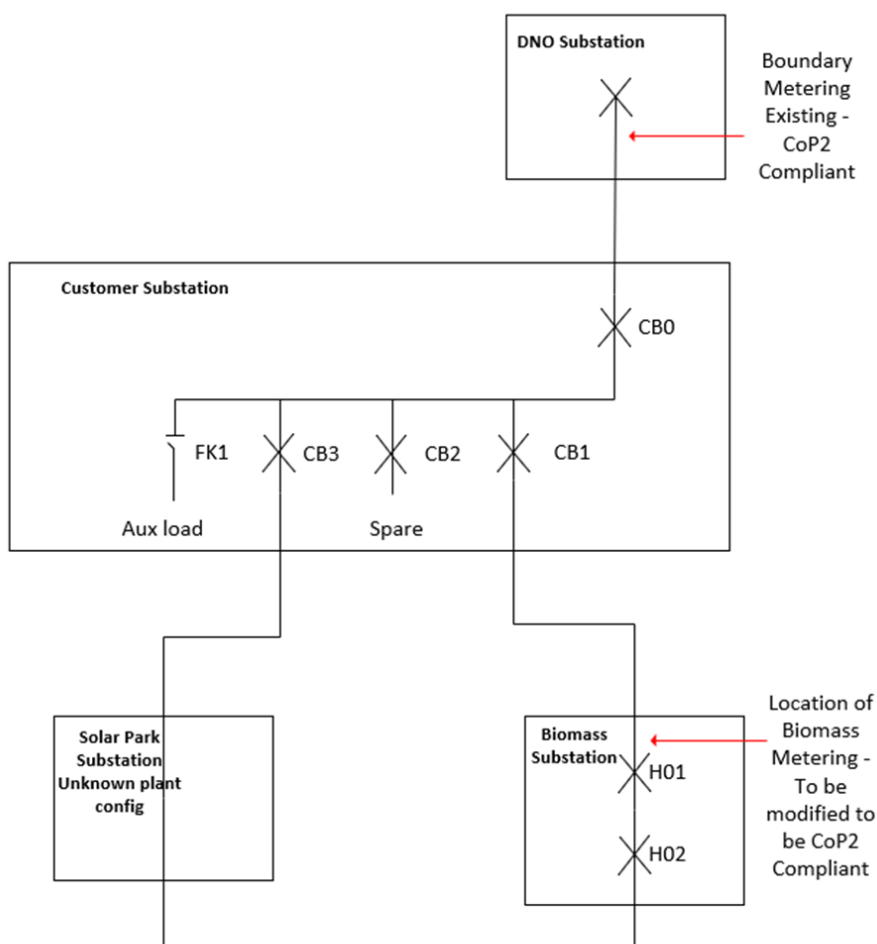 DNO Substation
Boundary
Metering
Existing -
CoP2
Compliant
Customer Substation
CB0
FK1
CB3
CB2
CB1
Aux load
Spare
Solar Park
Substation
Unknown plant
config
Biomass
Substation
H01
H02
Location of
Biomass
Metering -
To be
modified to
be CoP2
Compliant